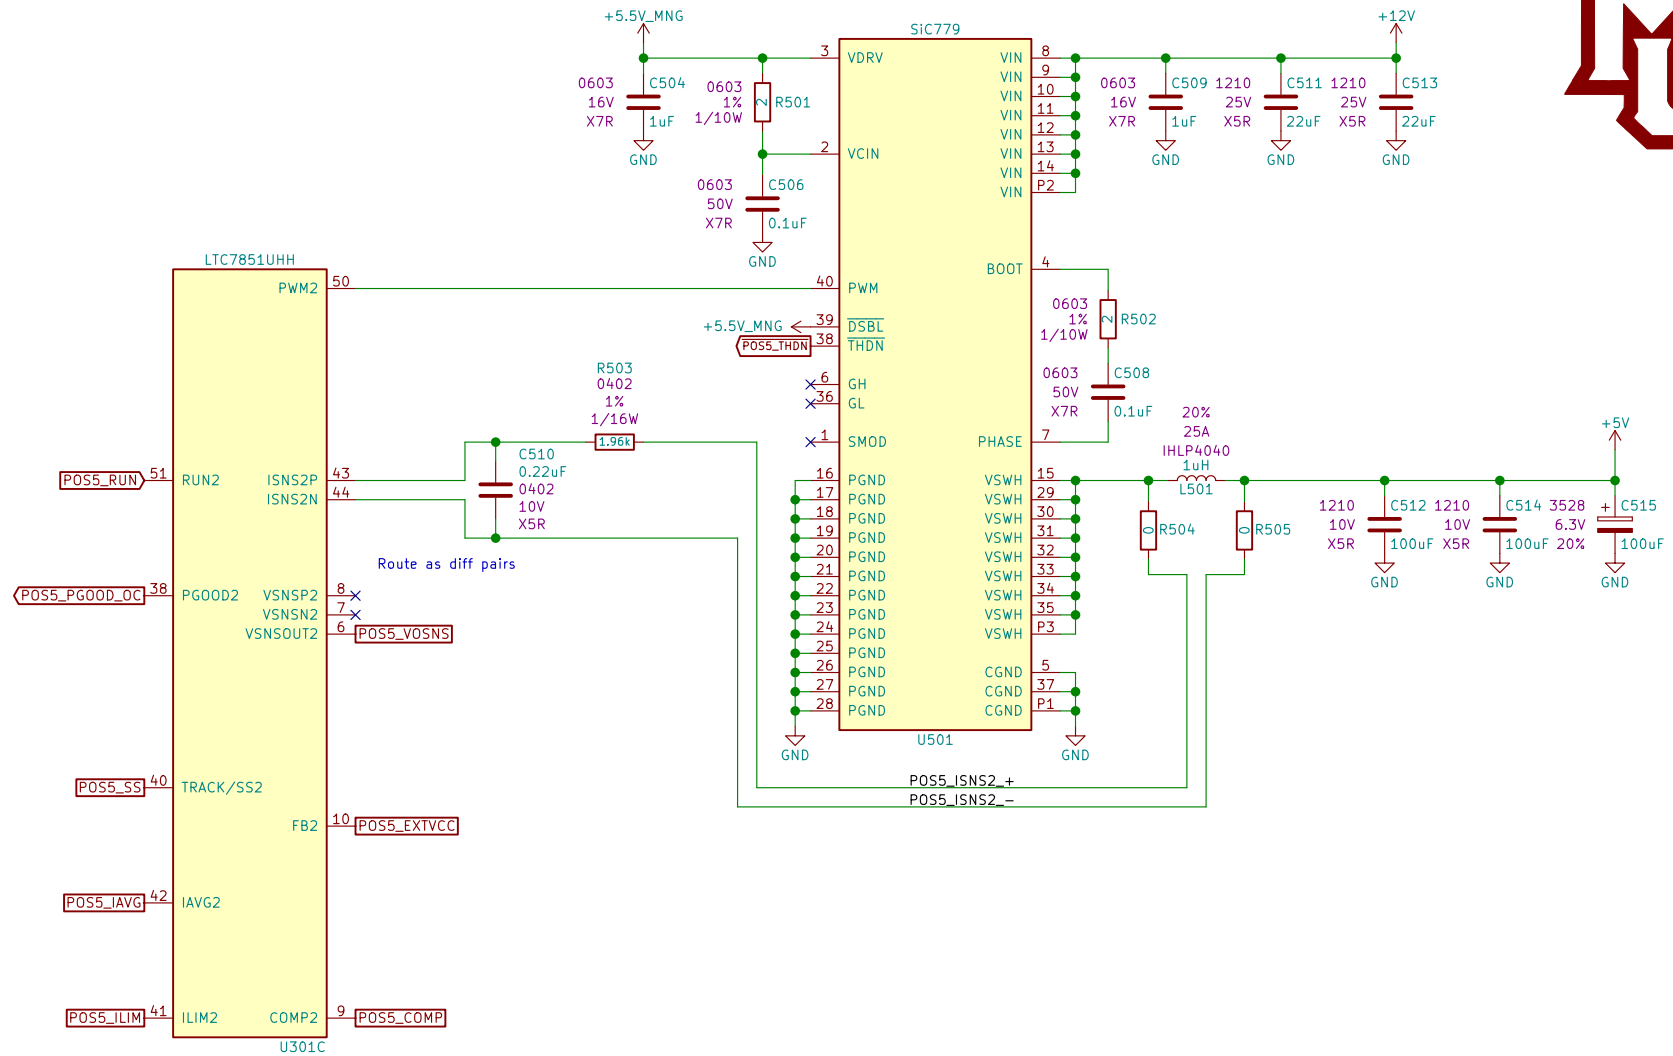 +5.5V_MNG
SiC779
+12V
3
VDRV
VIN
8
0603
C504
16V
X7R
1uF
GND
0603
1%
1/10W
2
R501
VIN
9
VIN
10
VIN
11
VIN
12
2
VCIN
VIN
13
VIN
14
VIN
P2
0603
C509
16V
X7R
1uF
GND
1210
C511
25V
X5R
22uF
GND
1210
C513
25V
X5R
22uF
GND
0603
C506
50V
X7R
0.1uF
GND
LTC7851UHH
BOOT
4
PWM2
50
40
PWM
0603
1%
1/10W
2
R502
+5.5V_MNG
39
DSBL
POS5_THDN
38
THDN
R503
0402
1%
1/16W
1.96k
6
GH
36
GL
0603
C508
50V
X7R
0.1uF
1
SMOD
PHASE
7
20%
25A
IHLP4040
1uH
L501
+5V
C510
0.22uF
0402
10V
X5R
POS5_RUN
51
RUN2
ISNS2P
43
ISNS2N
44
16
PGND
VSWH
15
17
PGND
VSWH
29
18
PGND
VSWH
30
19
PGND
VSWH
31
20
PGND
VSWH
32
21
PGND
VSWH
33
22
PGND
VSWH
34
23
PGND
VSWH
35
24
PGND
VSWH
P3
25
PGND
26
PGND
CGND
5
27
PGND
CGND
37
28
PGND
CGND
P1
0
R504
0
R505
1210
C512
10V
X5R
100uF
GND
1210
C514
10V
X5R
100uF
GND
3528
+
C515
6.3V
20%
100uF
GND
Route as diff pairs
POS5_PGOOD_OC
38
PGOOD2
VSNSP2
8
VSNSN2
7
VSNSOUT2
6
POS5_VOSNS
U501
GND
GND
POS5_ISNS2_+
POS5_ISNS2_-
POS5_SS
40
TRACK/SS2
FB2
10
POS5_EXTVCC
POS5_IAVG
42
IAVG2
POS5_ILIM
41
ILIM2
COMP2
9
POS5_COMP
U301C